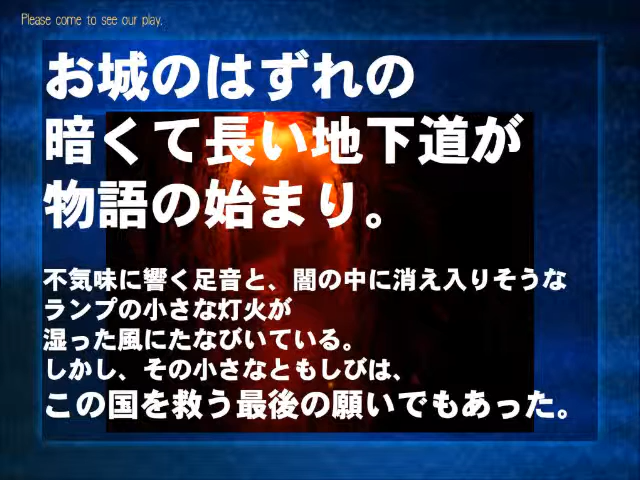 Please come to see our play.
お城のはずれの
暗くて長い地下道が
物語の始まり。
不気味に響く足音と、闇の中に消え入りそうな
ランプの小さな灯火が
湿った風にたなびいている。
しかし、その小さなともしびは、
この国を救う最後の願いでもあった。